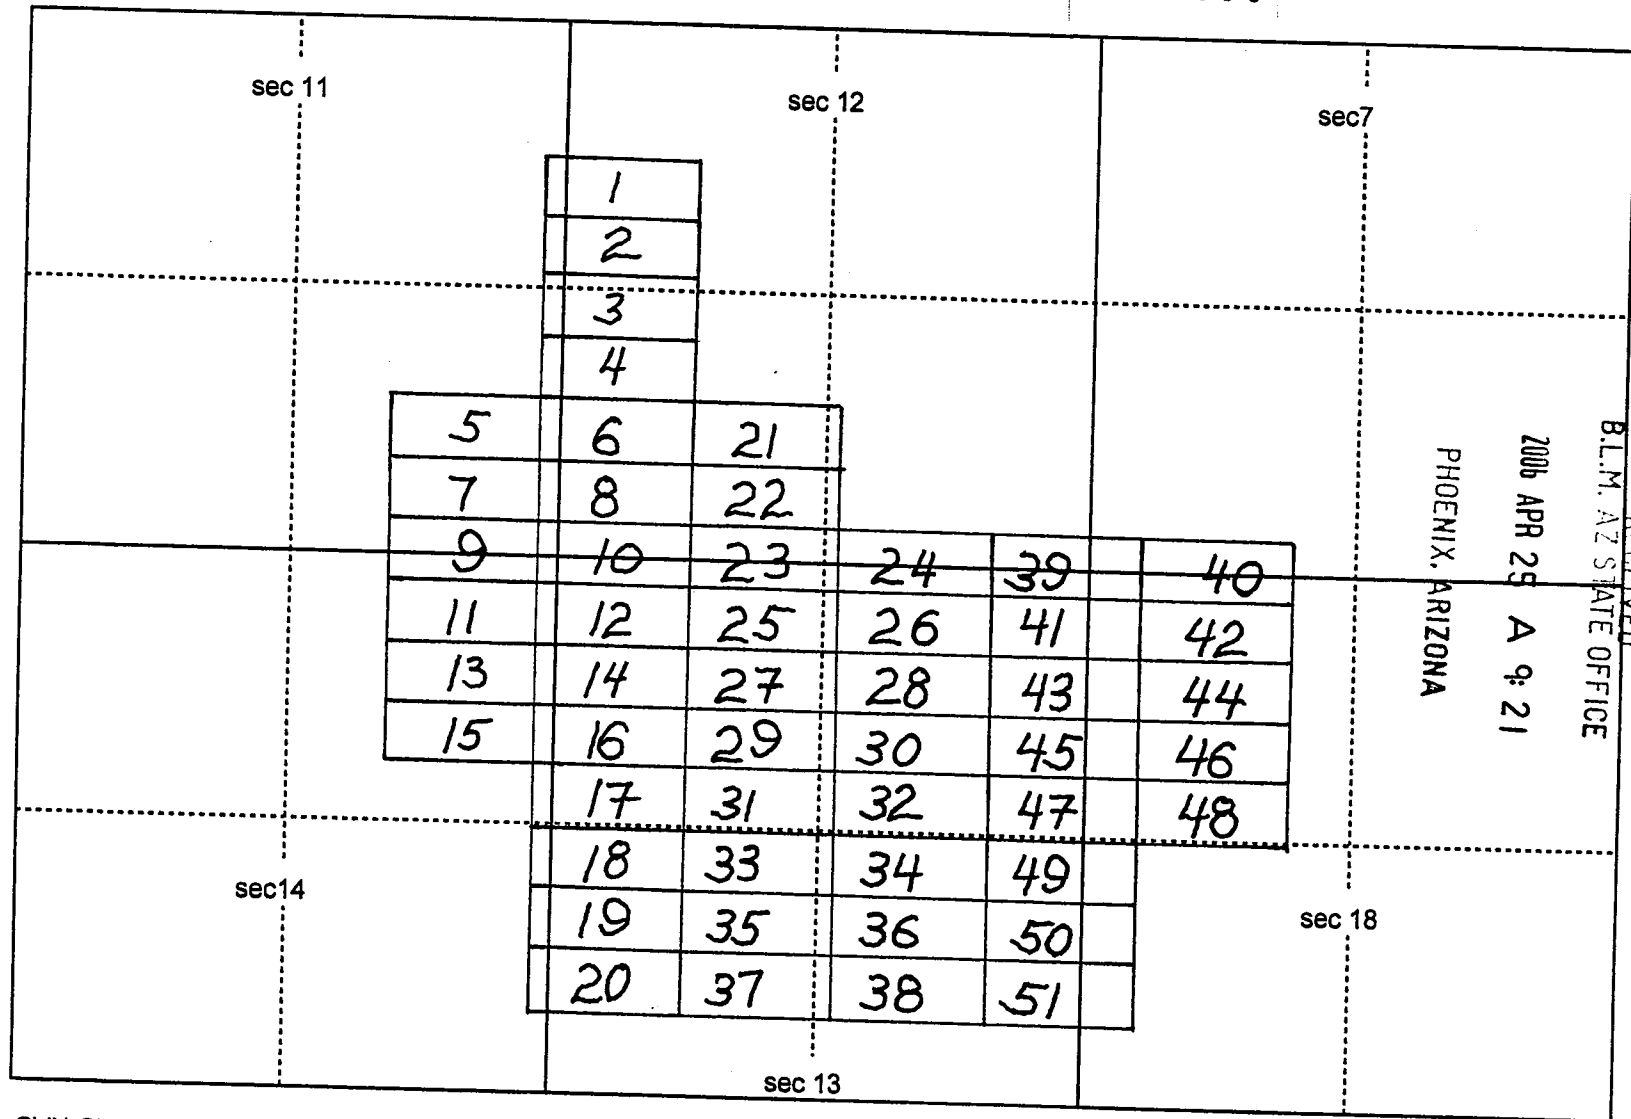 sec 11
sec 12
sec7
1
2
3
4
5 6 21
7 8 22
9 10 23 24 39 40
11 12 25 26 41 42
13 14 27 28 43 44
15 16 29 30 45 46
17 31 32 47 48
18 33 34 49
19 35 36 50
20 37 38 51
sec14
sec 18
sec 13
B.L.M. AZ STATE OFFICE
2006 APR 25 A 9:21
PHOENIX, ARIZONA